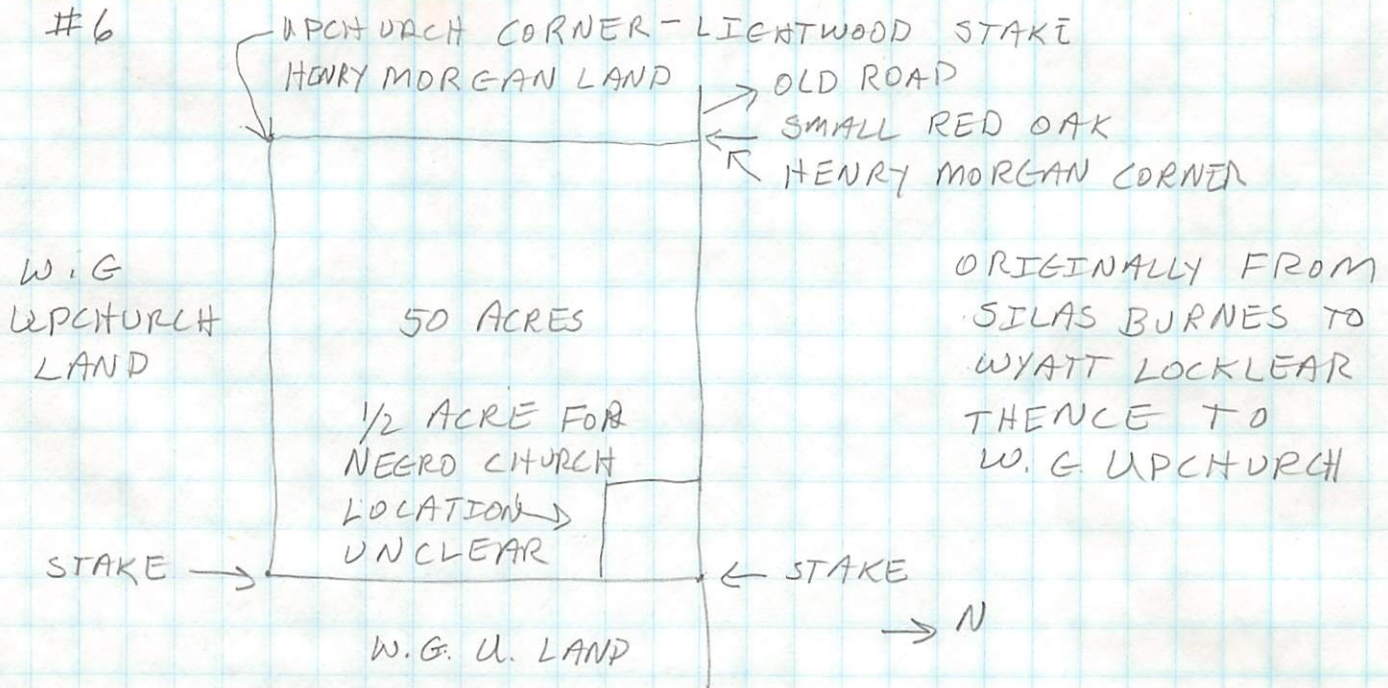 #6
UPCHURCH CORNER - LIGHTWOOD STAKE
HENRY MORGAN LAND
OLD ROAD
SMALL RED OAK
HENRY MORGAN CORNER
W. G
UPCHURCH
LAND
50 ACRES
1/2 ACRE FOR
NEGRO CHURCH
LOCATION
UNCLEAR
ORIGINALLY FROM
SILAS BURNES TO
WYATT LOCKLEAR
THENCE TO
W. G. UPCHURCH
STAKE
STAKE
N
W. G. U. LAND